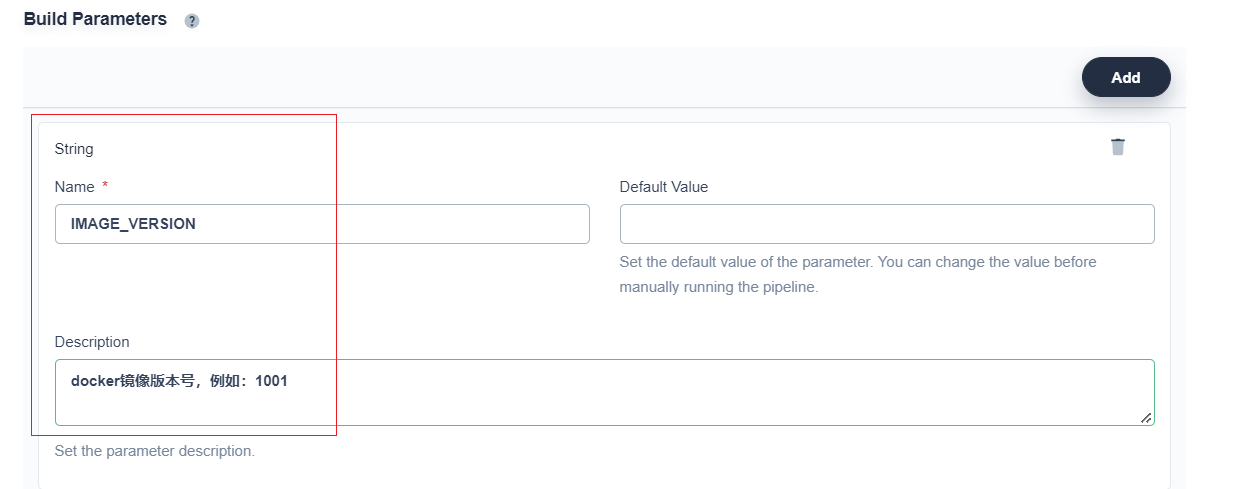 Build Parameters ?
Add
String
Name *
Default Value
IMAGE_VERSION
Set the default value of the parameter. You can change the value before
manually running the pipeline.
Description
docker镜像版本号，例如：1001
Set the parameter description.